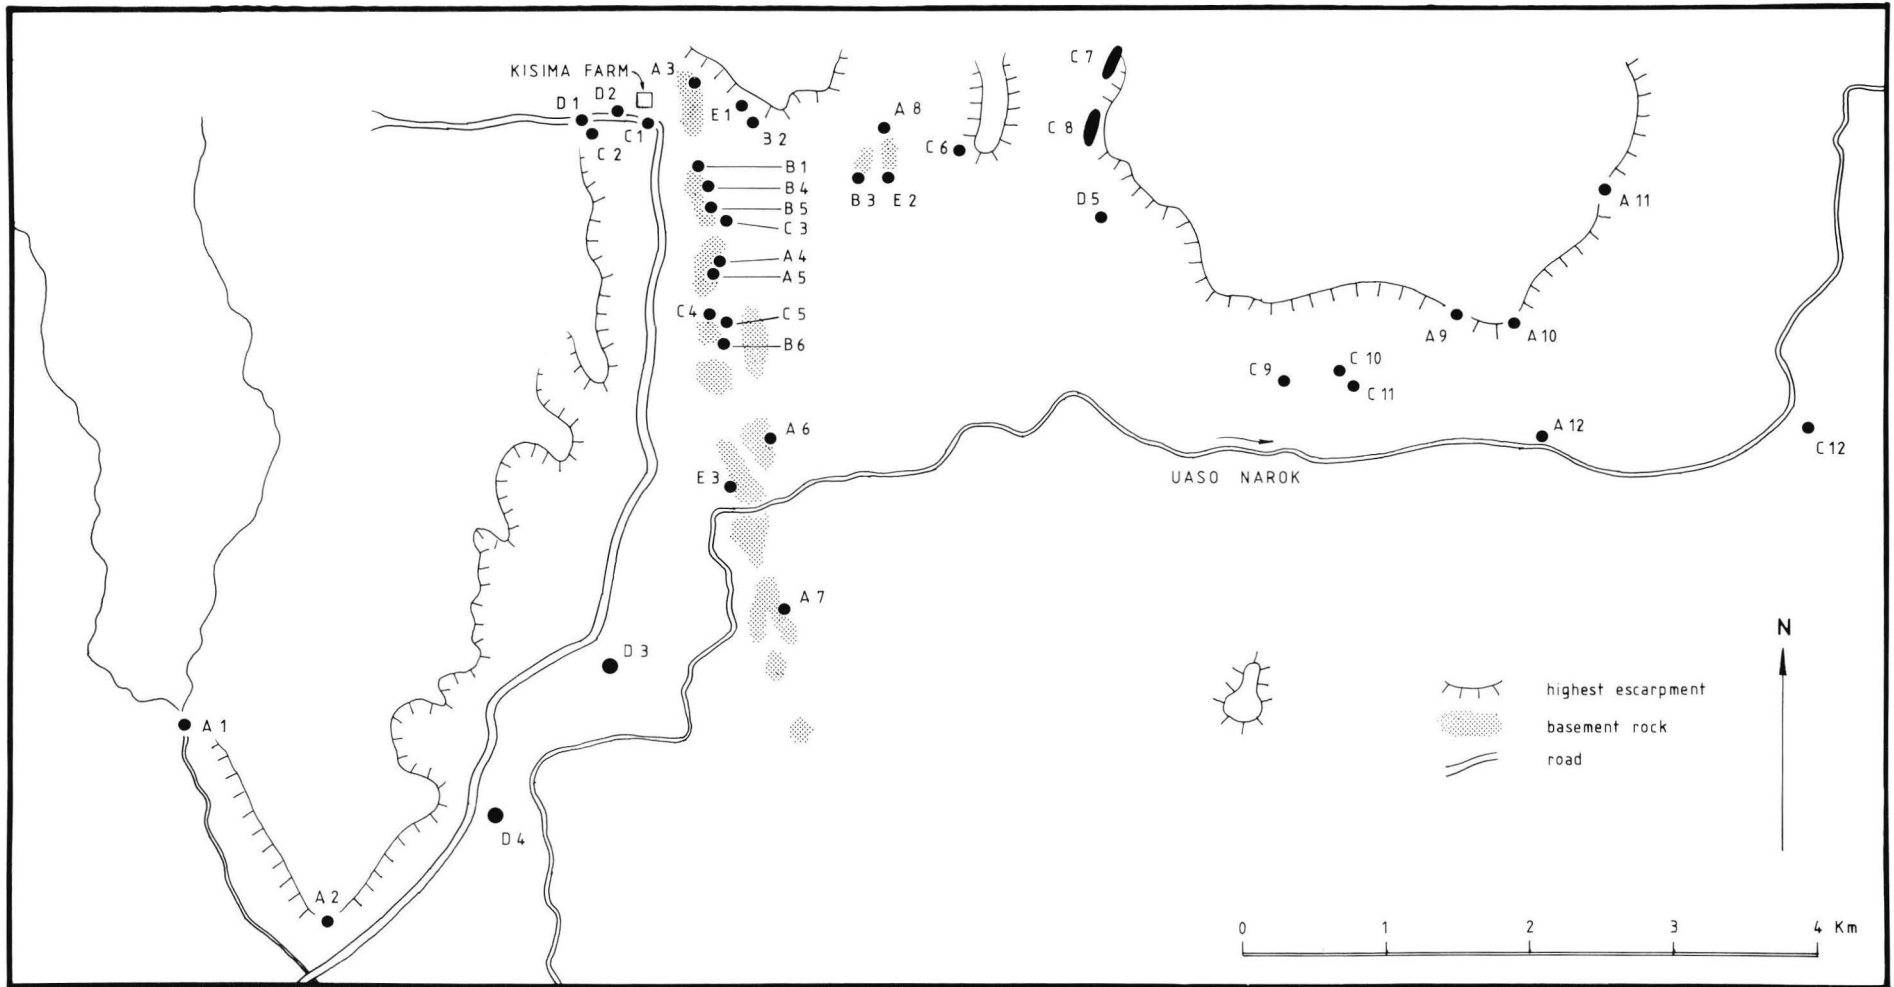 C 7
KISIMA FARM
A 3
D 2
D 1
E 1
A 8
C 1
B 2
C 8
C 2
C 6
B 1
B 4
B 3
E 2
D 5
A 11
B 5
C 3
A 4
A 5
C 4
C 5
B 6
A 9
A 10
C 10
C 9
C 11
A 6
A 12
C 12
E 3
UASO NAROK
A 7
N
D 3
highest escarpment
A 1
basement rock
road
D 4
A 2
0 1 2 3 4 Km